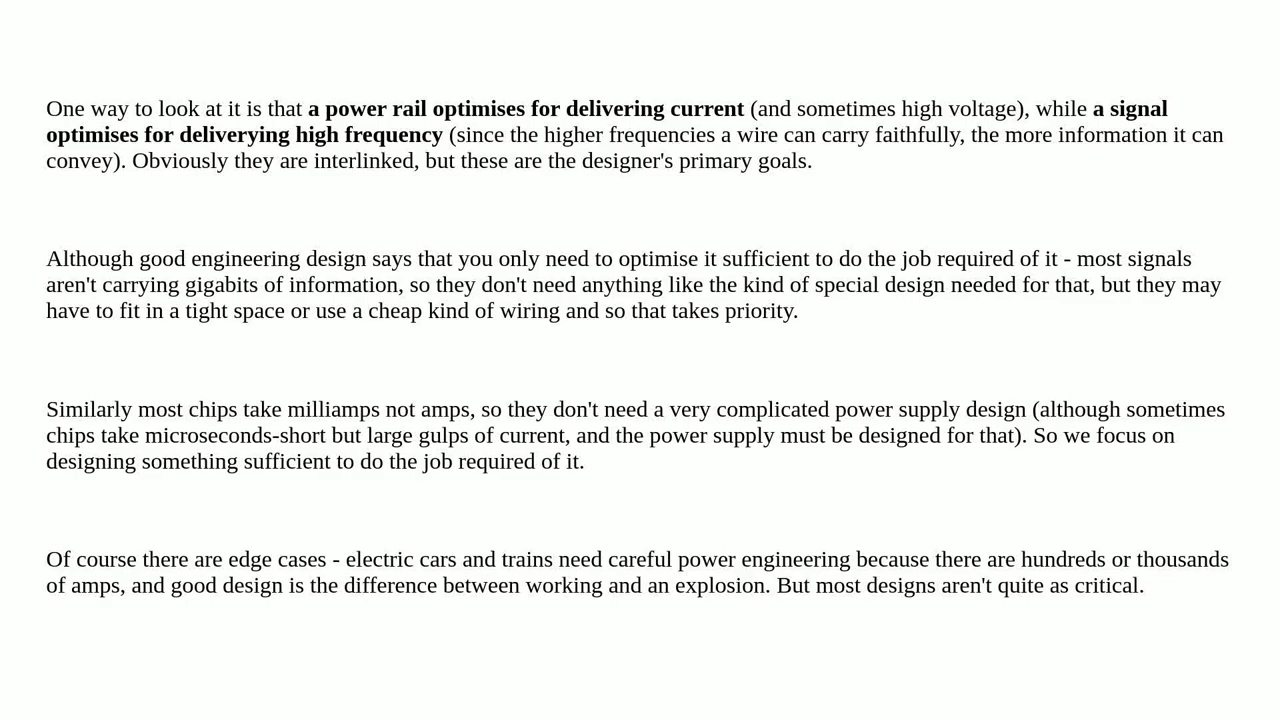 One way to look at it is that a power rail optimises for delivering current (and sometimes high voltage), while a signal
optimises for deliverying high frequency (since the higher frequencies a wire can carry faithfully, the more information it can
convey). Obviously they are interlinked, but these are the designer's primary goals.
Although good engineering design says that you only need to optimise it sufficient to do the job required of it - most signals
aren't carrying gigabits of information, so they don't need anything like the kind of special design needed for that, but they may
have to fit in a tight space or use a cheap kind of wiring and so that takes priority.
Similarly most chips take milliamps not amps, so they don't need a very complicated power supply design (although sometimes
chips take microseconds-short but large gulps of current, and the power supply must be designed for that). So we focus on
designing something sufficient to do the job required of it.
Of course there are edge cases - electric cars and trains need careful power engineering because there are hundreds or thousands
of amps, and good design is the difference between working and an explosion. But most designs aren't quite as critical.